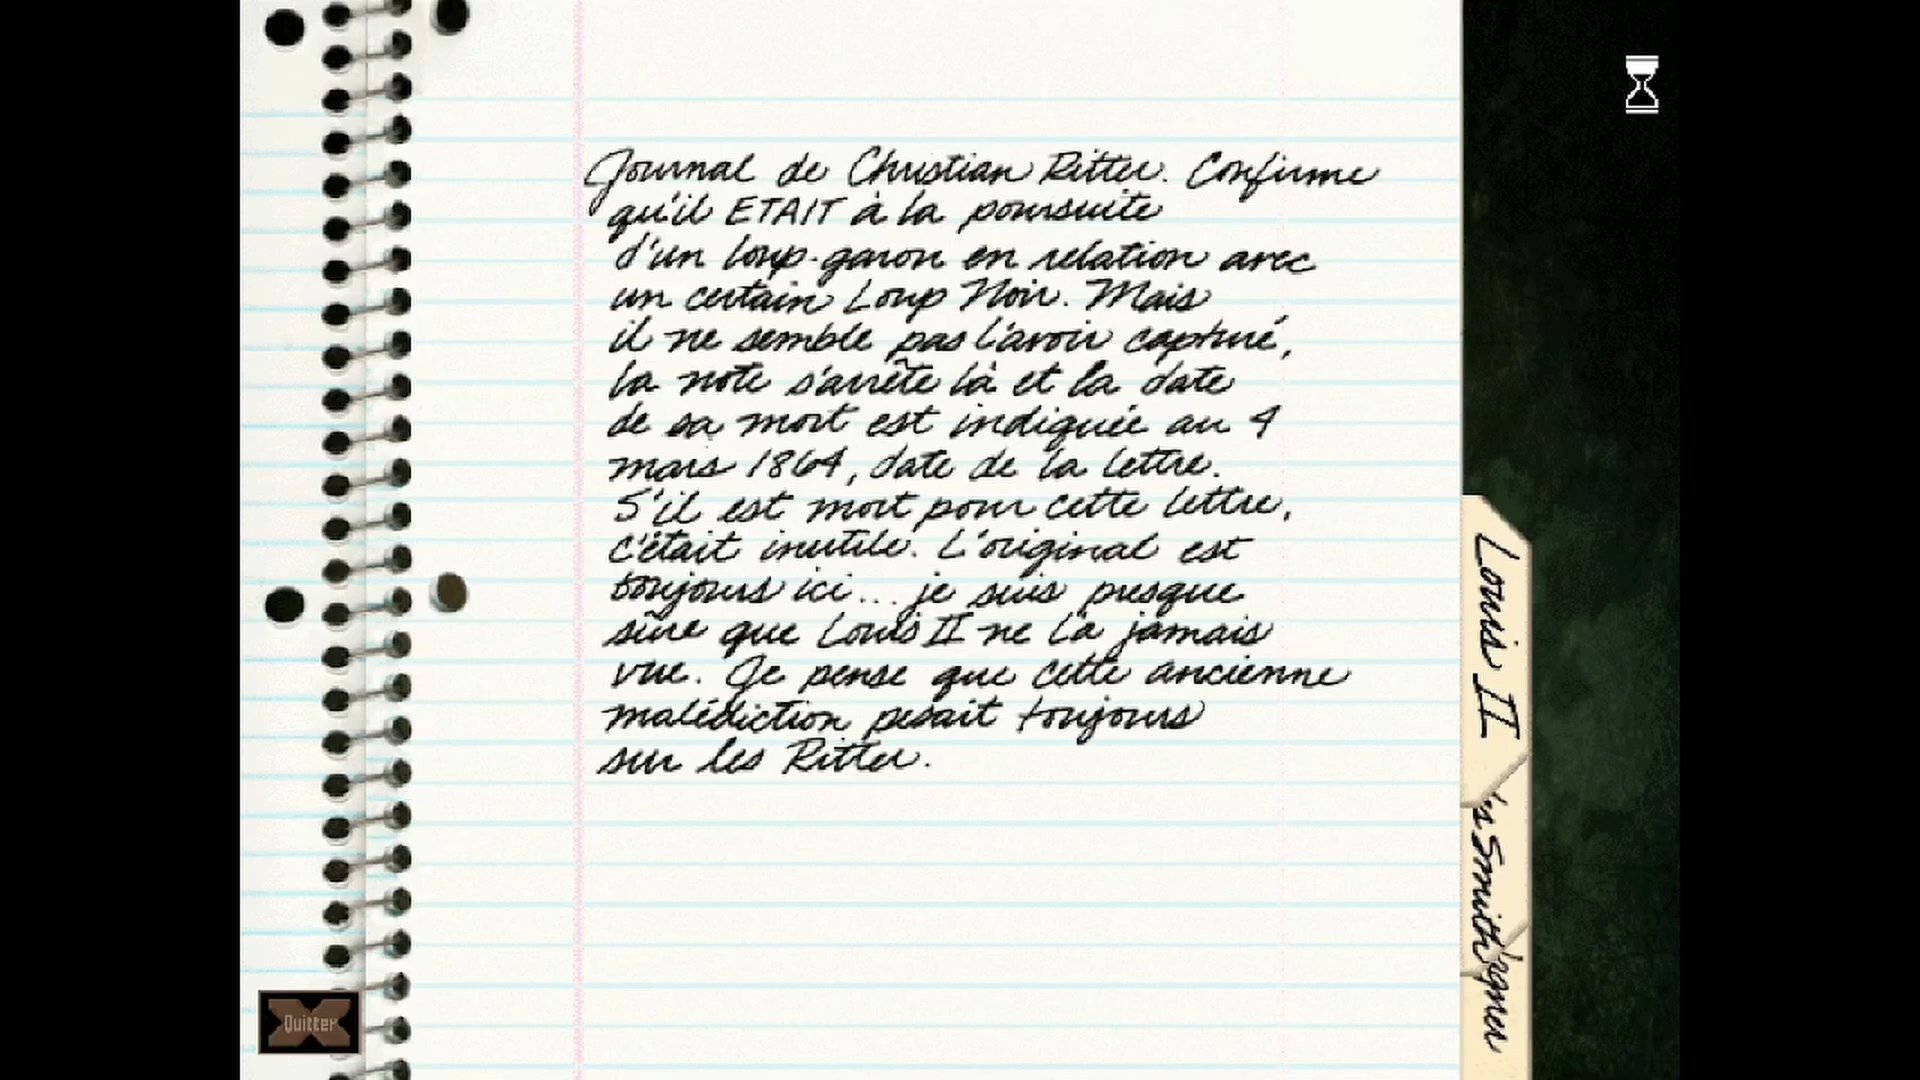 Journal de Christian Ritter. Confirme
qu'il ETAIT à la poursuite
d'un loup-garou en relation avec
un certain Loup Noir. Mais
il ne semble pas l'avoir capturé,
la note s'arrête là et la date
de sa mort est indiquée au 4
mars 1864, date de la lettre.
S'il est mort pour cette lettre,
c'était inutile. L'original est
toujours ici... je suis presque
sûre que Louis II ne l'a jamais
vue. Je pense que cette ancienne
malédiction pesait toujours
sur les Ritter.
Louis II
's Smith
gner
Quitter